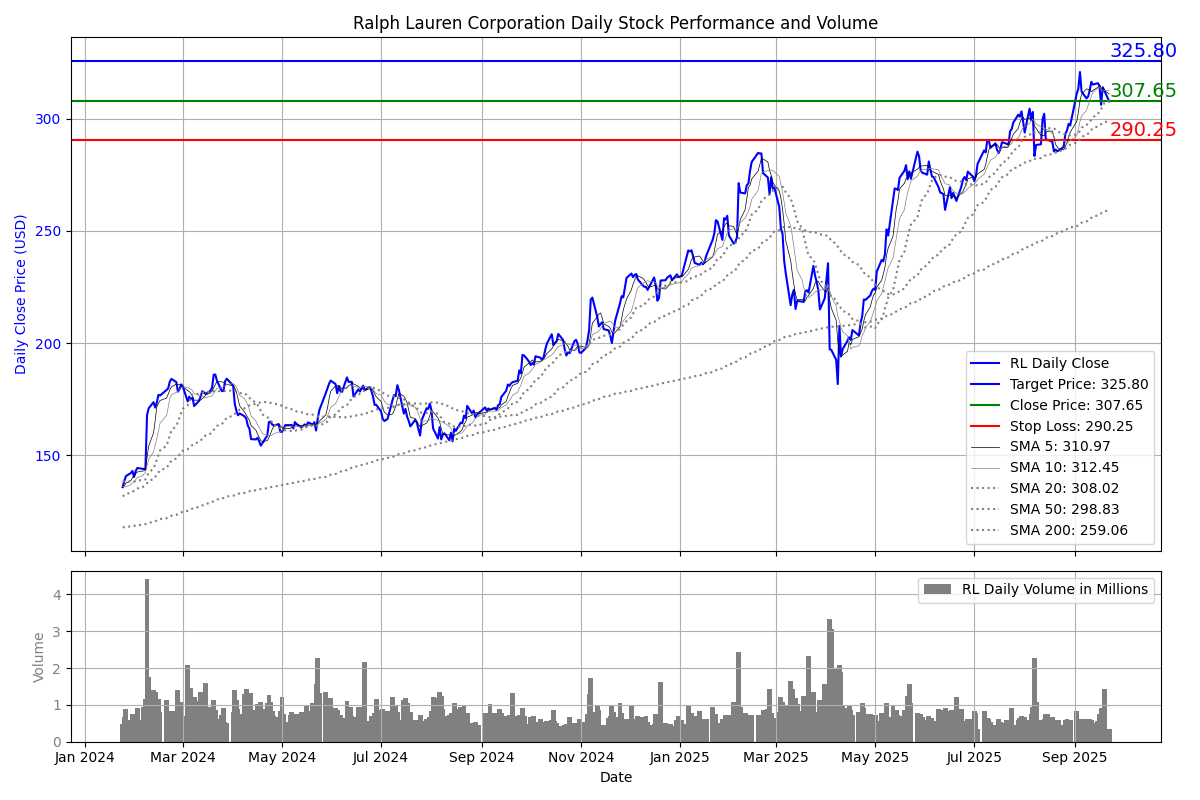 Ralph Lauren Corporation Daily Stock Performance and Volume
325.80
307.65
290.25
300
250
200
150
Daily Close Price (USD)
RL Daily Close
Target Price: 325.80
Close Price: 307.65
Stop Loss: 290.25
SMA 5: 310.97
SMA 10: 312.45
SMA 20: 308.02
SMA 50: 298.83
SMA 200: 259.06
RL Daily Volume in Millions
4
3
2
1
0
Volume
Jan 2024
Mar 2024
May 2024
Jul 2024
Sep 2024
Nov 2024
Jan 2025
Mar 2025
May 2025
Jul 2025
Sep 2025
Date